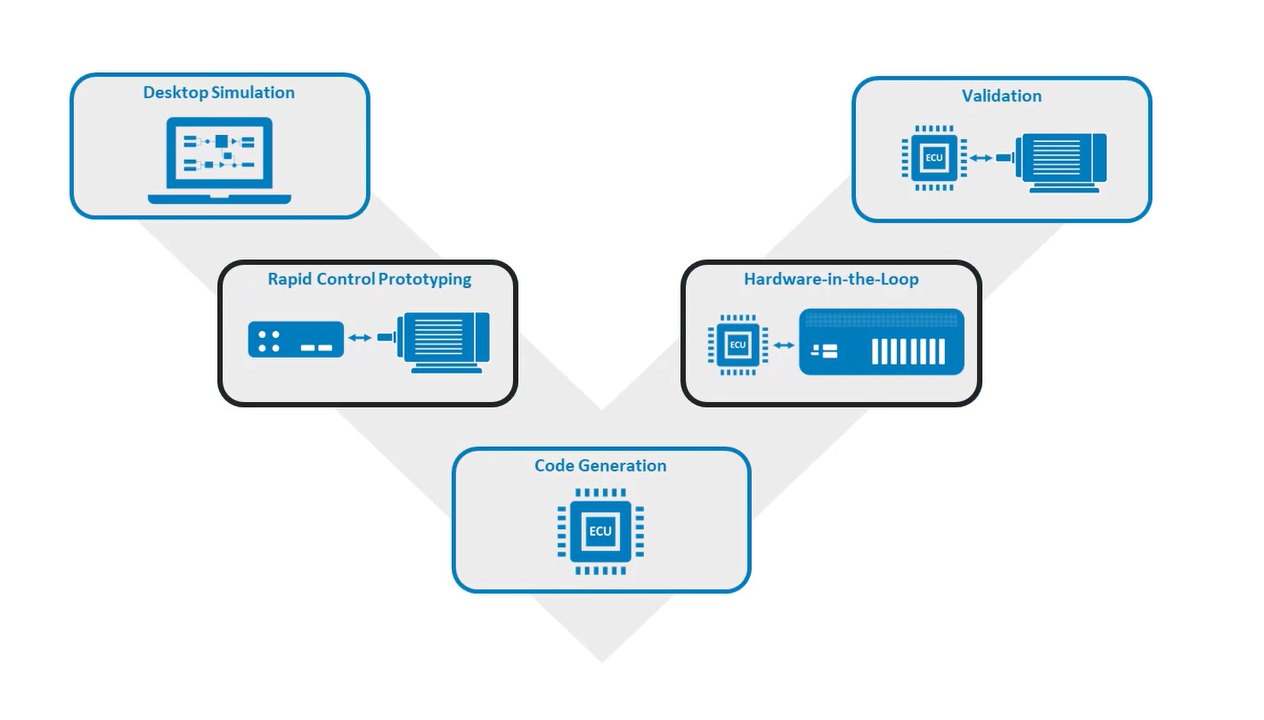 Desktop Simulation
Validation
ECU
Rapid Control Prototyping
Hardware-in-the-Loop
ECU
Code Generation
ECU